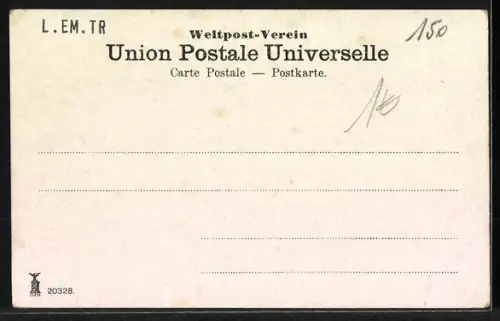 L.EM.TR
150
Weltpost-Verein
Union Postale Universelle
Carte Postale — Postkarte.
20328.